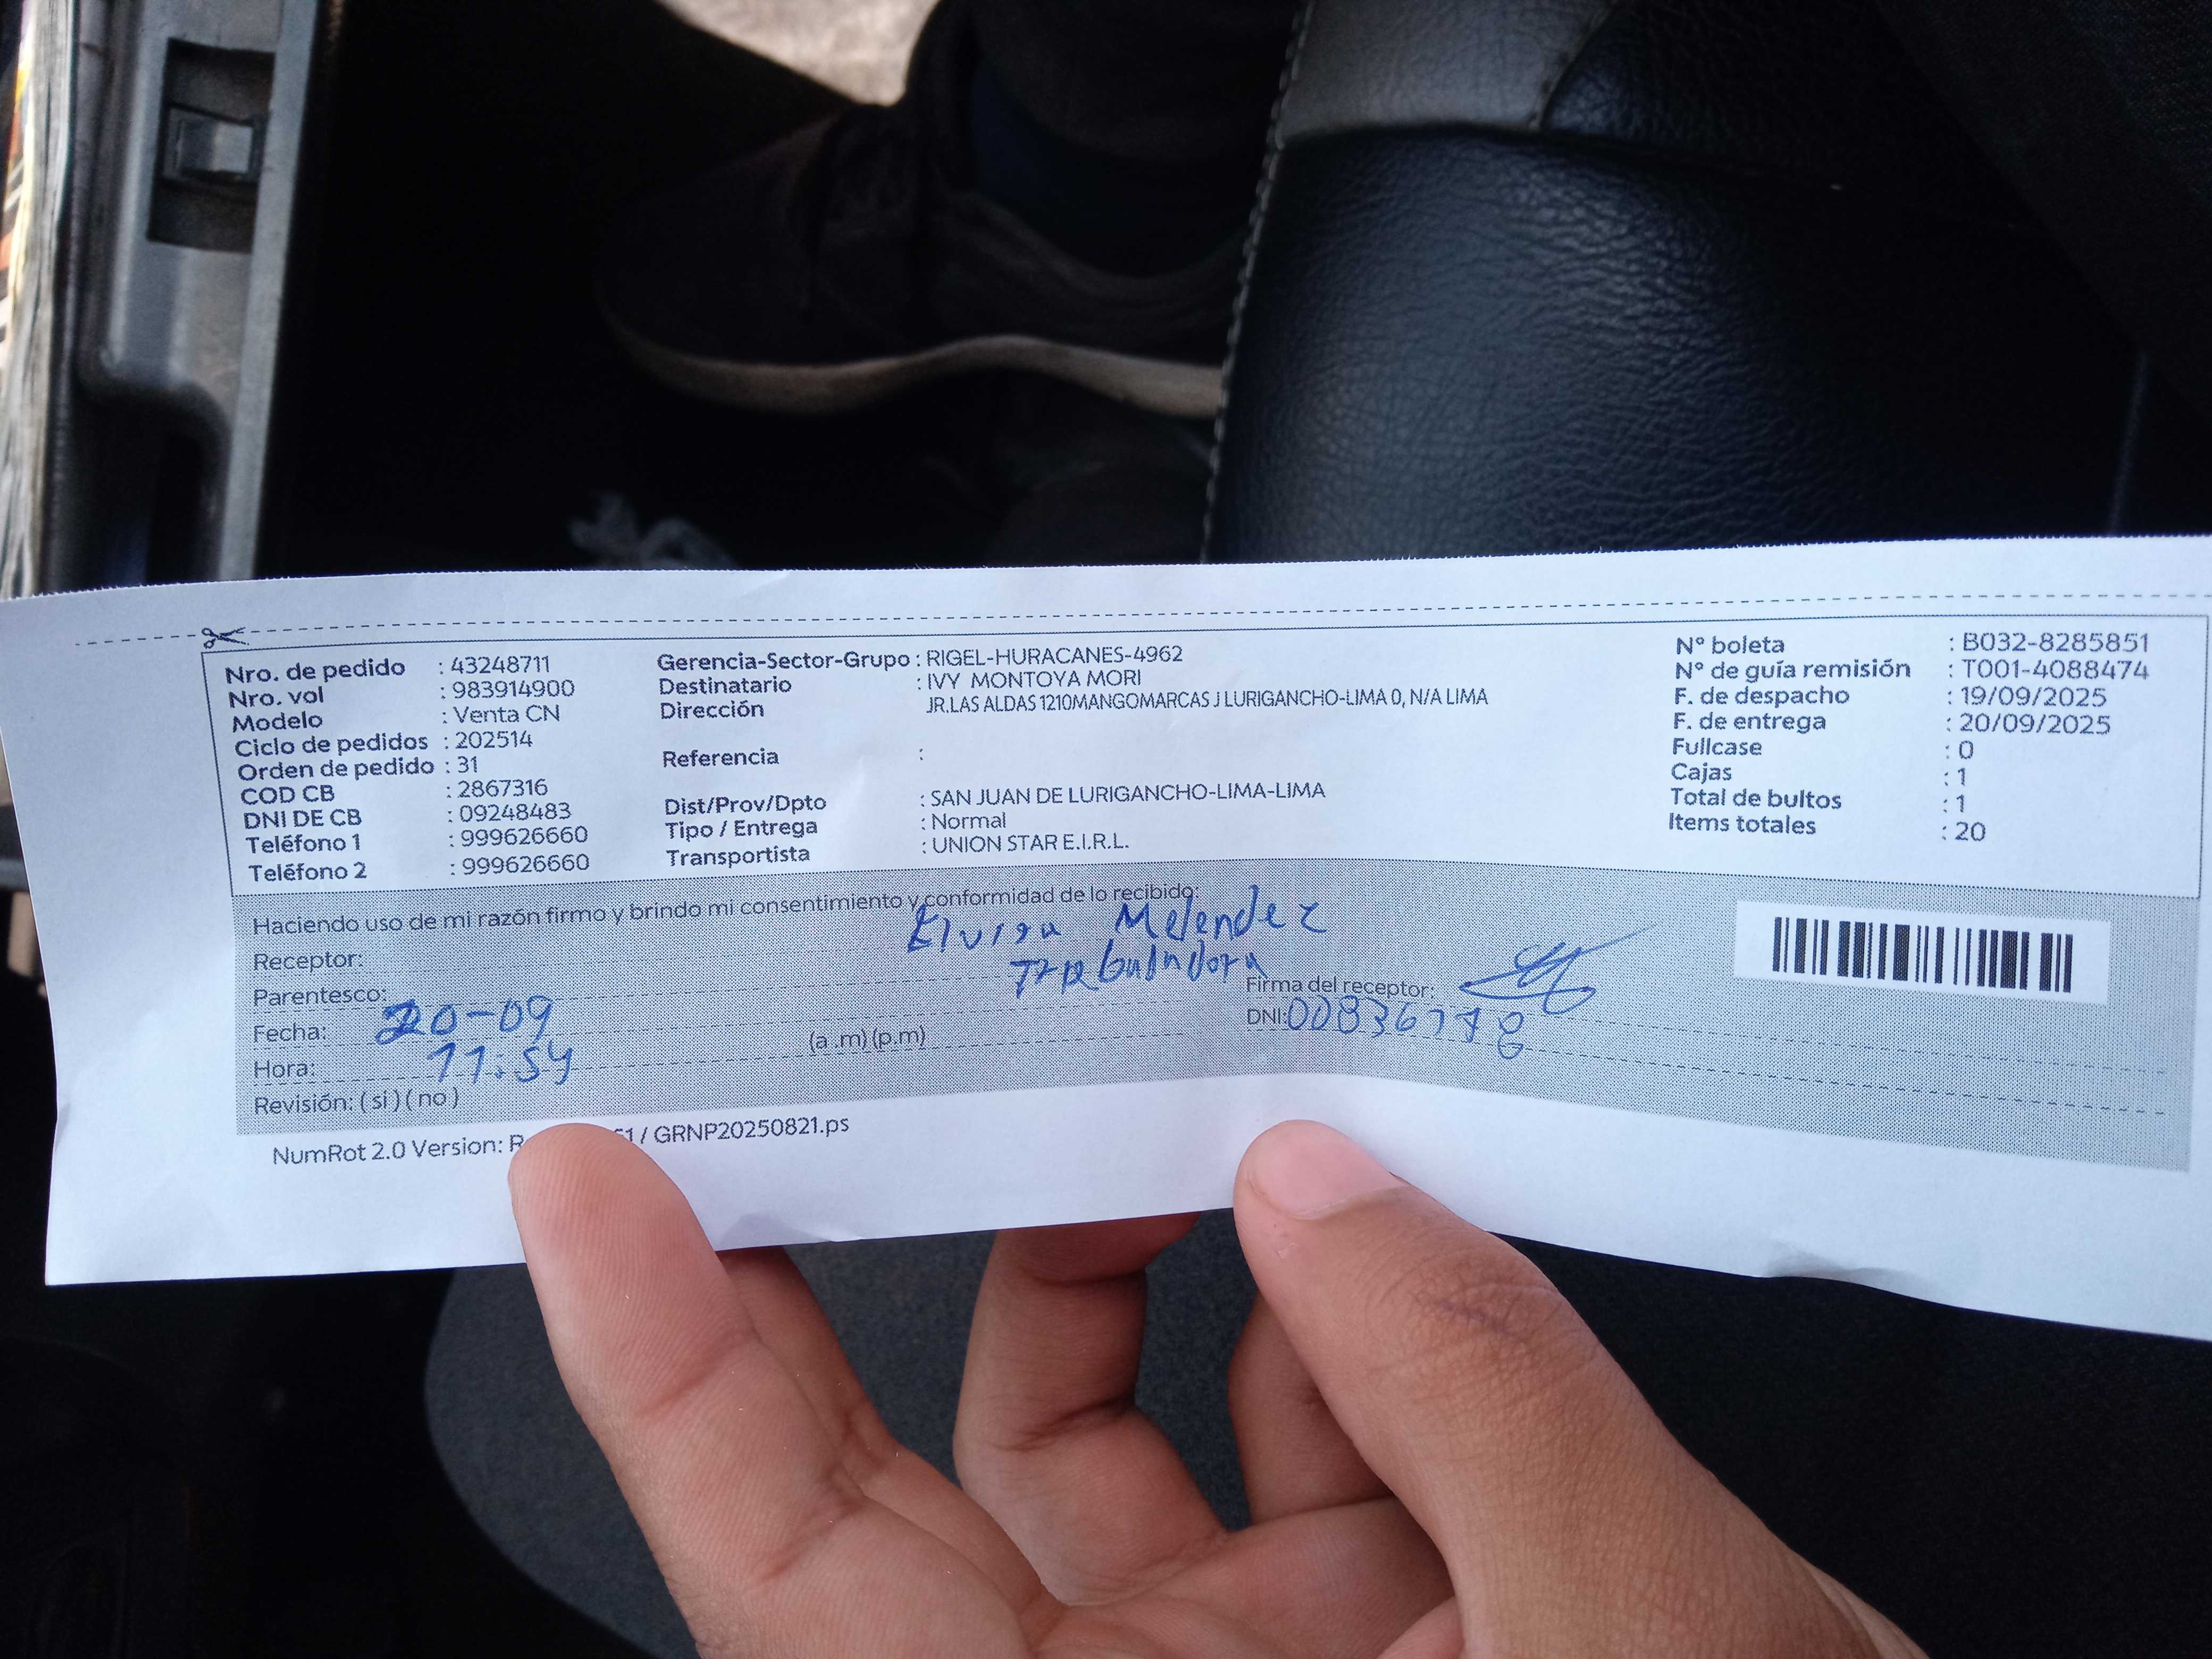 Nro. de pedido : 43248711
Nro. vol : 983914900
Modelo : Venta CN
Ciclo de pedidos : 202514
Orden de pedido : 31
COD CB : 2867316
DNI DE CB : 09248483
Teléfono 1 : 999626660
Teléfono 2 : 999626660
Gerencia-Sector-Grupo : RIGEL-HURACANES-4962
Destinatario : IVY MONTOYA MORI
Dirección JR.LAS ALDAS 1210MANGOMARCAS J LURIGANCHO-LIMA 0, N/A LIMA
Referencia :
Dist/Prov/Dpto : SAN JUAN DE LURIGANCHO-LIMA-LIMA
Tipo / Entrega : Normal
Transportista : UNION STAR E.I.R.L.
N° boleta : B032-8285851
N° de guía remisión : T001-4088474
F. de despacho : 19/09/2025
F. de entrega : 20/09/2025
Fullcase : 0
Cajas : 1
Total de bultos : 1
Items totales : 20
Haciendo uso de mi razón firmo y brindo mi consentimiento y conformidad de lo recibido:
Receptor: Elvira Melendez
Parentesco:
Firma del receptor:
Fecha: 20-09
DNI:
Hora: 11:54 (a .m) (p.m)
Revisión: ( si ) ( no )
NumRot 2.0 Version: / GRNP20250821.ps